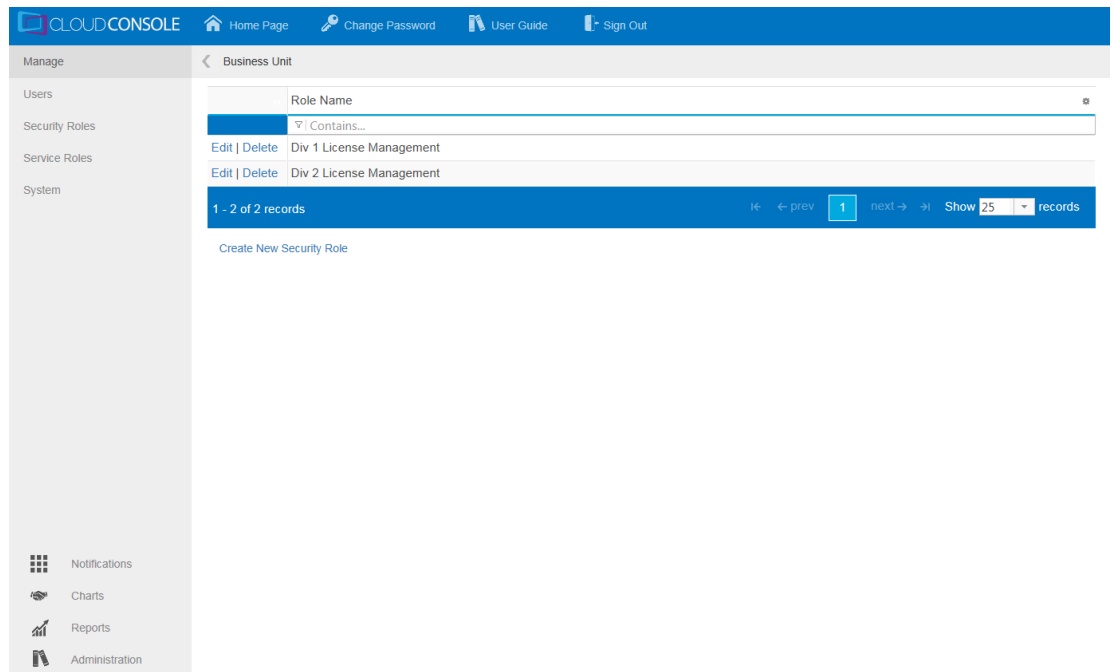 CLOUDCONSOLE Home Page Change Password User Guide Sign Out
Manage
Business Unit
Users
Security Roles
Service Roles
System
Role Name
Contains...
Edit | Delete Div 1 License Management
Edit | Delete Div 2 License Management
1 - 2 of 2 records prev 1 next Show 25 records
Create New Security Role
Notifications
Charts
Reports
Administration